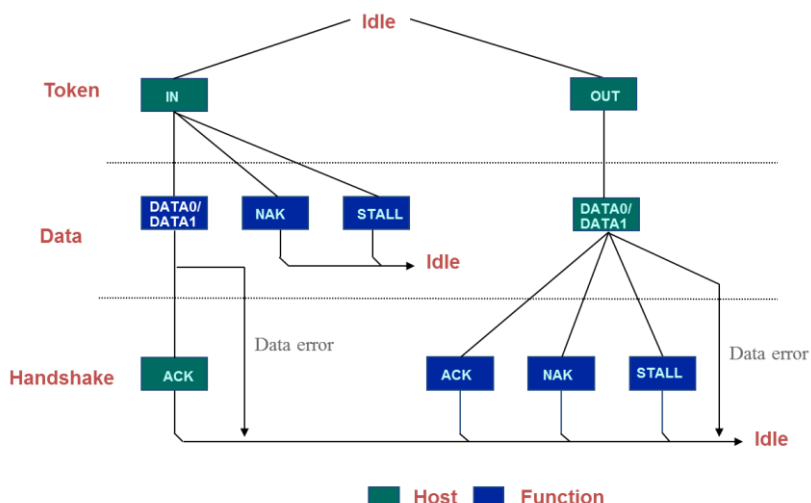 Idle
Token
IN
OUT
DATA0/
DATA1
NAK
STALL
DATA0/
DATA1
Data
Idle
Data error
Data error
Handshake
ACK
ACK
NAK
STALL
Idle
Host
Function